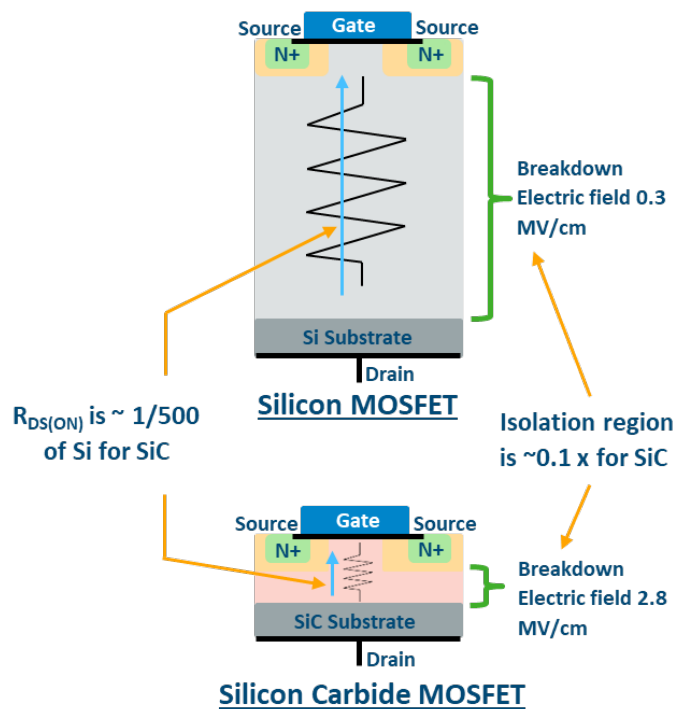 Source Gate Source
N+ N+
Breakdown
Electric field 0.3
MV/cm
Si Substrate
Drain
Silicon MOSFET
R_DS(ON) is ~ 1/500
of Si for SiC
Isolation region
is ~0.1 x for SiC
Source Gate Source
N+ N+
Breakdown
Electric field 2.8
MV/cm
SiC Substrate
Drain
Silicon Carbide MOSFET